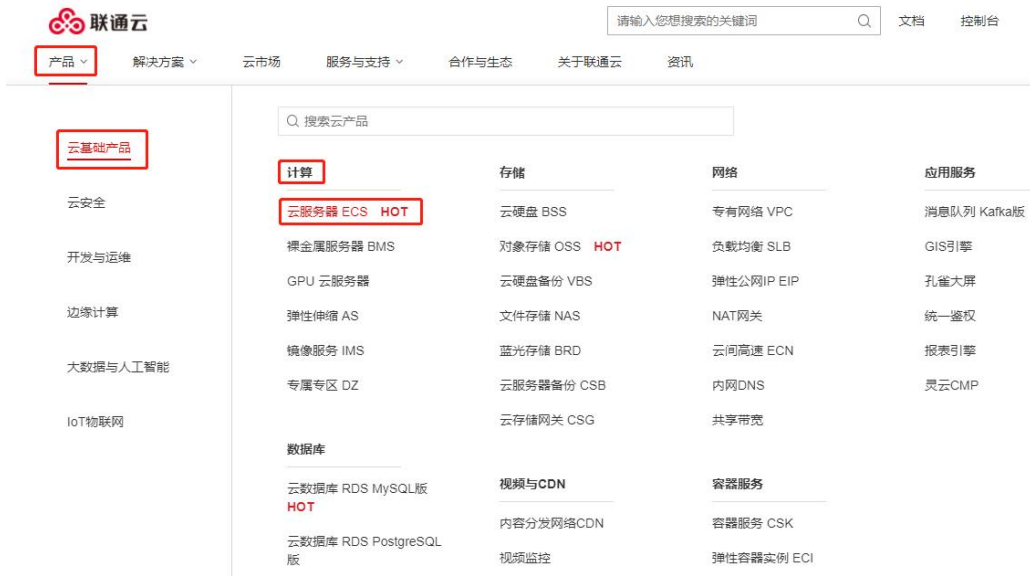 联通云
请输入您想搜索的关键词
文档
控制台
产品
解决方案
云市场
服务与支持
合作与生态
关于联通云
资讯
云基础产品
云安全
开发与运维
边缘计算
大数据与人工智能
IoT物联网
搜索云产品
计算
云服务器 ECS HOT
裸金属服务器 BMS
GPU 云服务器
弹性伸缩 AS
镜像服务 IMS
专属专区 DZ
数据库
云数据库 RDS MySQL版
HOT
云数据库 RDS PostgreSQL
版
存储
云硬盘 BSS
对象存储 OSS HOT
云硬盘备份 VBS
文件存储 NAS
蓝光存储 BRD
云服务器备份 CSB
云存储网关 CSG
视频与CDN
内容分发网络CDN
视频监控
网络
专有网络 VPC
负载均衡 SLB
弹性公网IP EIP
NAT网关
云间高速 ECN
内网DNS
共享带宽
容器服务
容器服务 CSK
弹性容器实例 ECI
应用服务
消息队列 Kafka版
GIS引擎
孔雀大屏
统一鉴权
报表引擎
灵云CMP